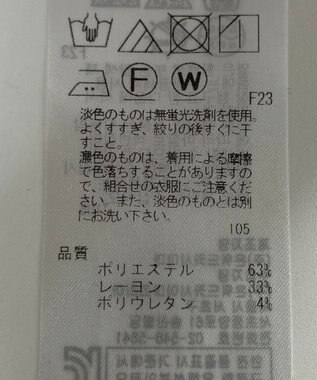 F
W
F23
淡色のものは無蛍光洗剤を使用。
よくすすぎ、絞りの後すぐに干
すこと。
濃色のものは、着用による摩擦
で色落ちすることがありますの
で、組合せの衣服にご注意くださ
い。また、淡色のものとは別
にお洗い下さい。
105
品質
ポリエステル 63%
レーヨン 33%
ポリウレタン 4%